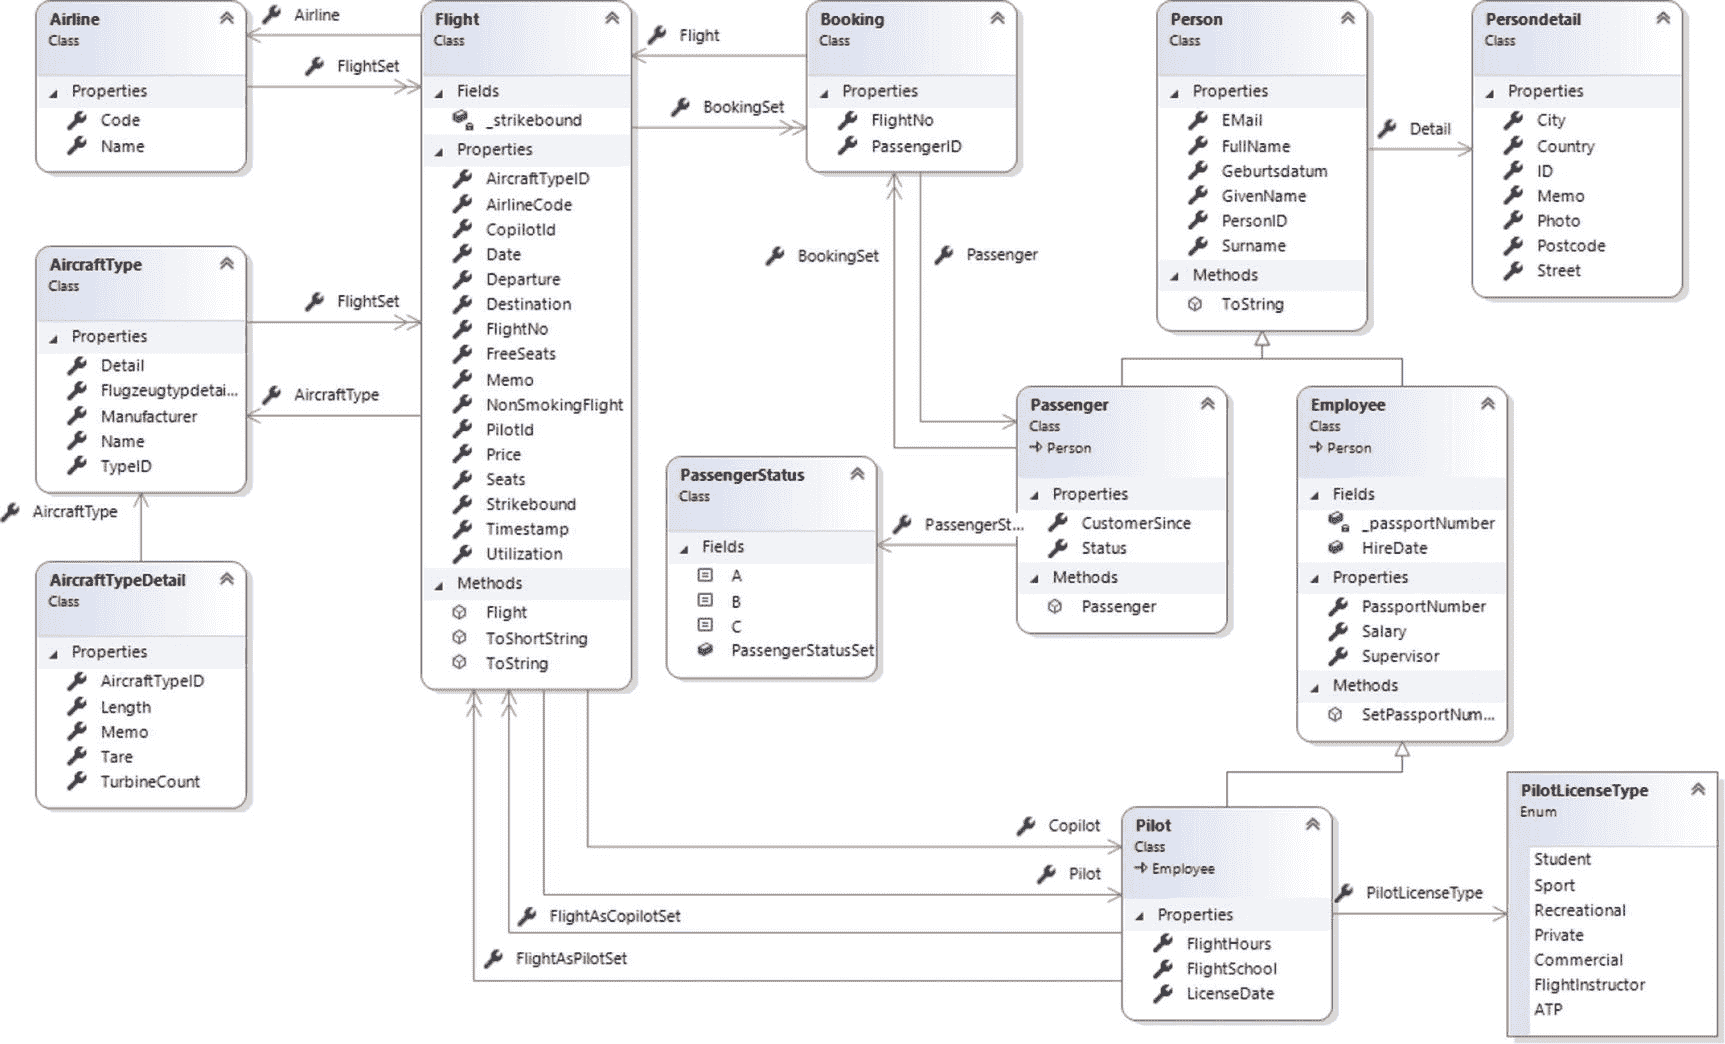 Airline
Class
Properties
Code
Name
Airline
FlightSet
Flight
Class
Fields
_strikebound
Properties
AircraftTypeID
AirlineCode
CopilotId
Date
Departure
Destination
FlightNo
FreeSeats
Memo
NonSmokingFlight
PilotId
Price
Seats
Strikebound
Timestamp
Utilization
Methods
Flight
ToShortString
ToString
Flight
BookingSet
Booking
Class
Properties
FlightNo
PassengerID
BookingSet
Passenger
Person
Class
Properties
EMail
FullName
Geburtsdatum
GivenName
PersonID
Surname
Methods
ToString
Detail
Persondetail
Class
Properties
City
Country
ID
Memo
Photo
Postcode
Street
AircraftType
Class
Properties
Detail
Flugzeugtypdetai...
Manufacturer
Name
TypeID
FlightSet
AircraftType
AircraftType
AircraftTypeDetail
Class
Properties
AircraftTypeID
Length
Memo
Tare
TurbineCount
PassengerStatus
Class
Fields
A
B
C
PassengerStatusSet
PassengerSt...
Passenger
Class
Person
Properties
CustomerSince
Status
Methods
Passenger
Employee
Class
Person
Fields
_passportNumber
HireDate
Properties
PassportNumber
Salary
Supervisor
Methods
SetPassportNum...
Copilot
Pilot
FlightAsCopilotSet
FlightAsPilotSet
Pilot
Class
Employee
Properties
FlightHours
FlightSchool
LicenseDate
PilotLicenseType
PilotLicenseType
Enum
Student
Sport
Recreational
Private
Commercial
FlightInstructor
ATP